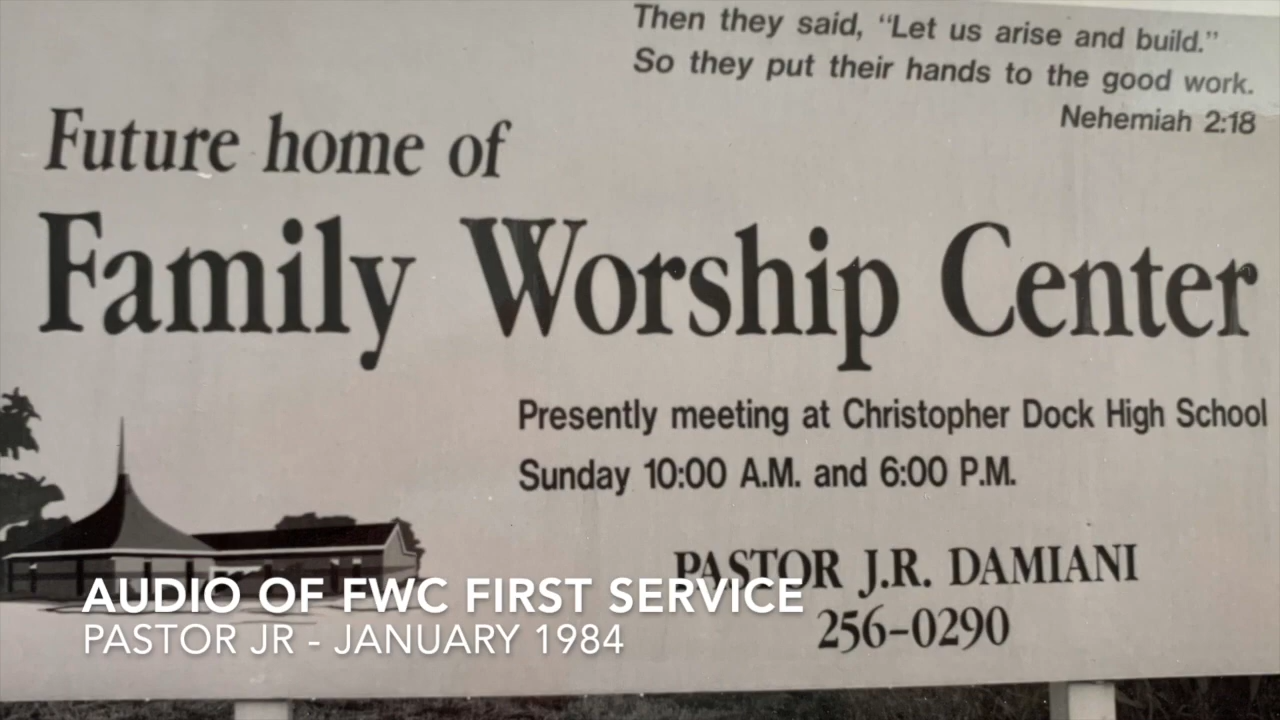 Then they said, “Let us arise and build.”
So they put their hands to the good work.
Nehemiah 2:18
Future home of
Family Worship Center
Presently meeting at Christopher Dock High School
Sunday 10:00 A.M. and 6:00 P.M.
PASTOR J.R. DAMIANI
256-0290
AUDIO OF FWC FIRST SERVICE
PASTOR JR - JANUARY 1984